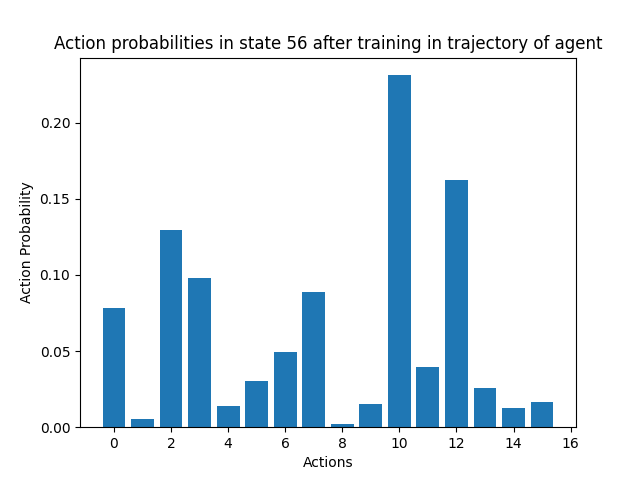 Action probabilities in state 56 after training in trajectory of agent
0.20
0.15
0.10
0.05
0.00
Action Probability
0 2 4 6 8 10 12 14 16
Actions